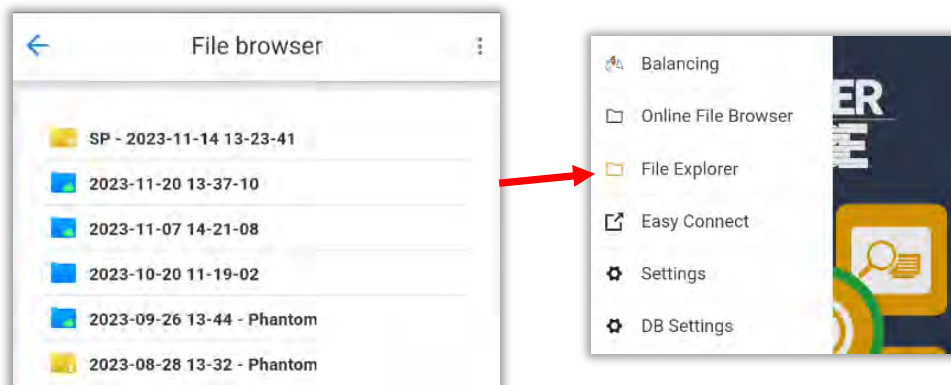 File browser
SP - 2023-11-14 13-23-41
2023-11-20 13-37-10
2023-11-07 14-21-08
2023-10-20 11-19-02
2023-09-26 13-44 - Phantom
2023-08-28 13-32 - Phantom
Balancing
Online File Browser
File Explorer
Easy Connect
Settings
DB Settings
ER